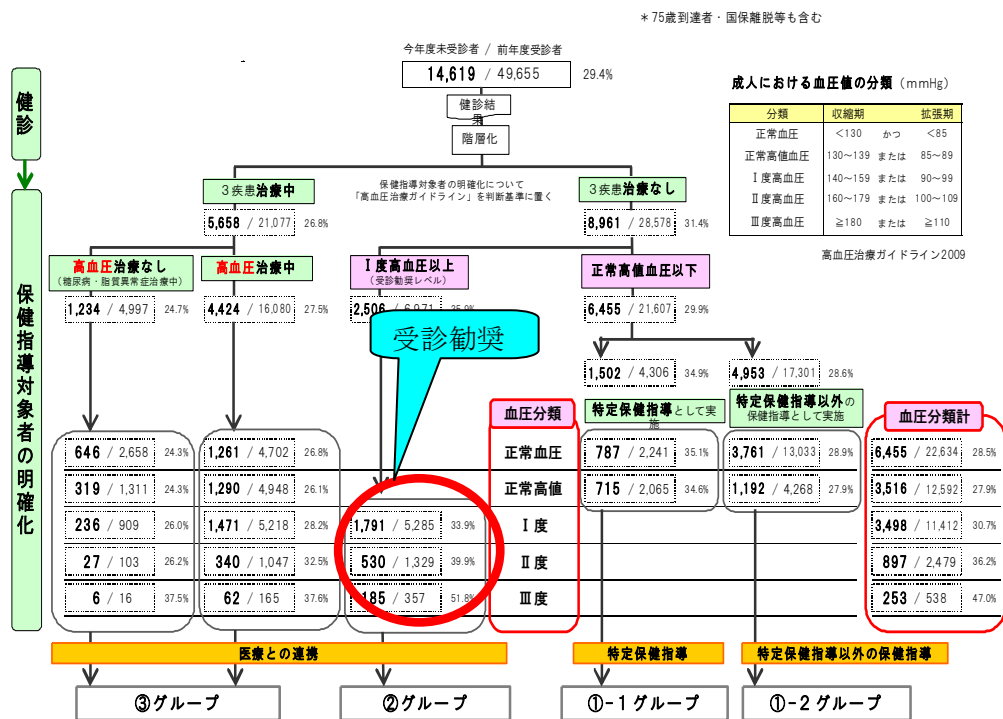 ＊75歳到達者・国保離脱等も含む
今年度未受診者 / 前年度受診者
14,619 / 49,655 29.4%
健診
健診結果
階層化
成人における血圧値の分類（mmHg）
分類 収縮期 拡張期
正常血圧 ＜130 かつ ＜85
正常高値血圧 130～139 または 85～89
Ⅰ度高血圧 140～159 または 90～99
Ⅱ度高血圧 160～179 または 100～109
Ⅲ度高血圧 ≧180 または ≧110
高血圧治療ガイドライン2009
保健指導対象者の明確化について
「高血圧治療ガイドライン」を判断基準に置く
3疾患治療中
5,658 / 21,077 26.8%
3疾患治療なし
8,961 / 28,578 31.4%
保健指導対象者の明確化
高血圧治療なし
（糖尿病・脂質異常症治療中）
1,234 / 4,997 24.7%
高血圧治療中
4,424 / 16,080 27.5%
Ⅰ度高血圧以上
（受診勧奨レベル）
2,506 / 6,971
正常高値血圧以下
6,455 / 21,607 29.9%
受診勧奨
1,502 / 4,306 34.9%
4,953 / 17,301 28.6%
血圧分類
特定保健指導として実施
特定保健指導以外の
保健指導として実施
血圧分類計
646 / 2,658 24.3% 1,261 / 4,702 26.8% 正常血圧 787 / 2,241 35.1% 3,761 / 13,033 28.9% 6,455 / 22,634 28.5%
319 / 1,311 24.3% 1,290 / 4,948 26.1% 正常高値 715 / 2,065 34.6% 1,192 / 4,268 27.9% 3,516 / 12,592 27.9%
236 / 909 26.0% 1,471 / 5,218 28.2% 1,791 / 5,285 33.9% Ⅰ度 3,498 / 11,412 30.7%
27 / 103 26.2% 340 / 1,047 32.5% 530 / 1,329 39.9% Ⅱ度 897 / 2,479 36.2%
6 / 16 37.5% 62 / 165 37.6% 185 / 357 51.8% Ⅲ度 253 / 538 47.0%
医療との連携
特定保健指導
特定保健指導以外の保健指導
③グループ
②グループ
①-1グループ
①-2グループ